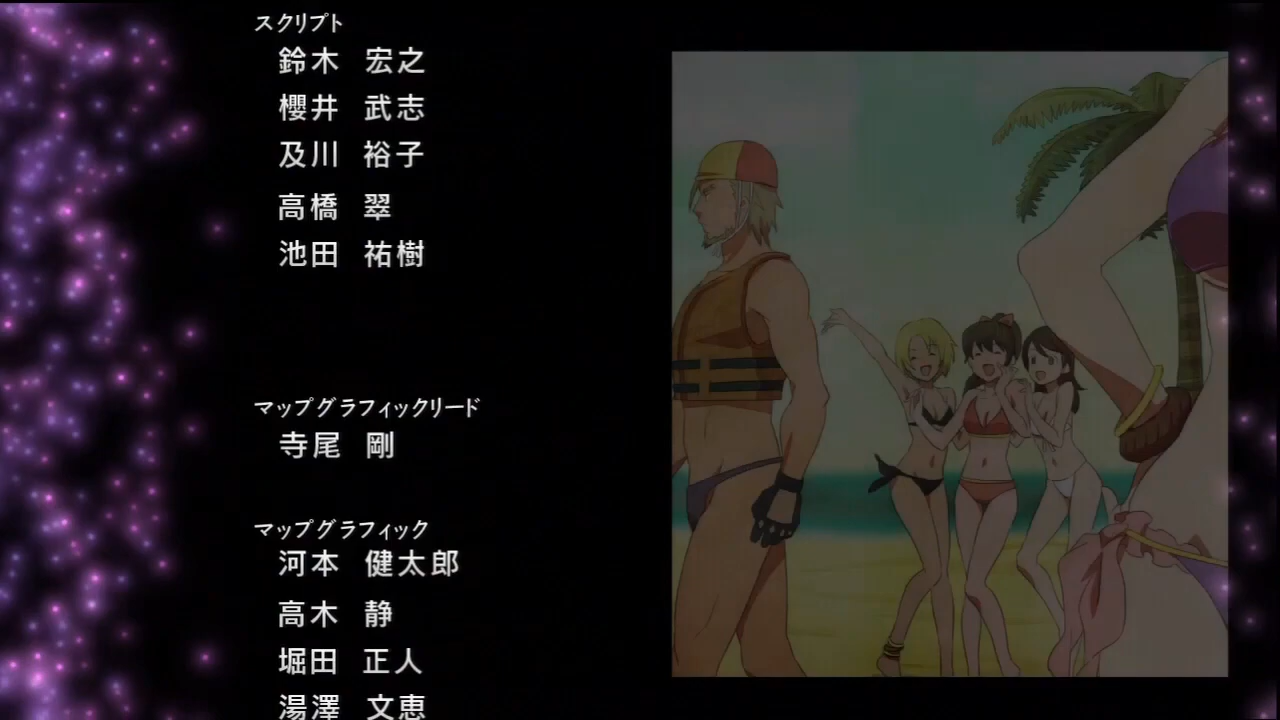 スクリプト
鈴木 宏之
櫻井 武志
及川 裕子
高橋 翠
池田 祐樹
マップグラフィックリード
寺尾 剛
マップグラフィック
河本 健太郎
高木 静
堀田 正人
湯澤 文恵